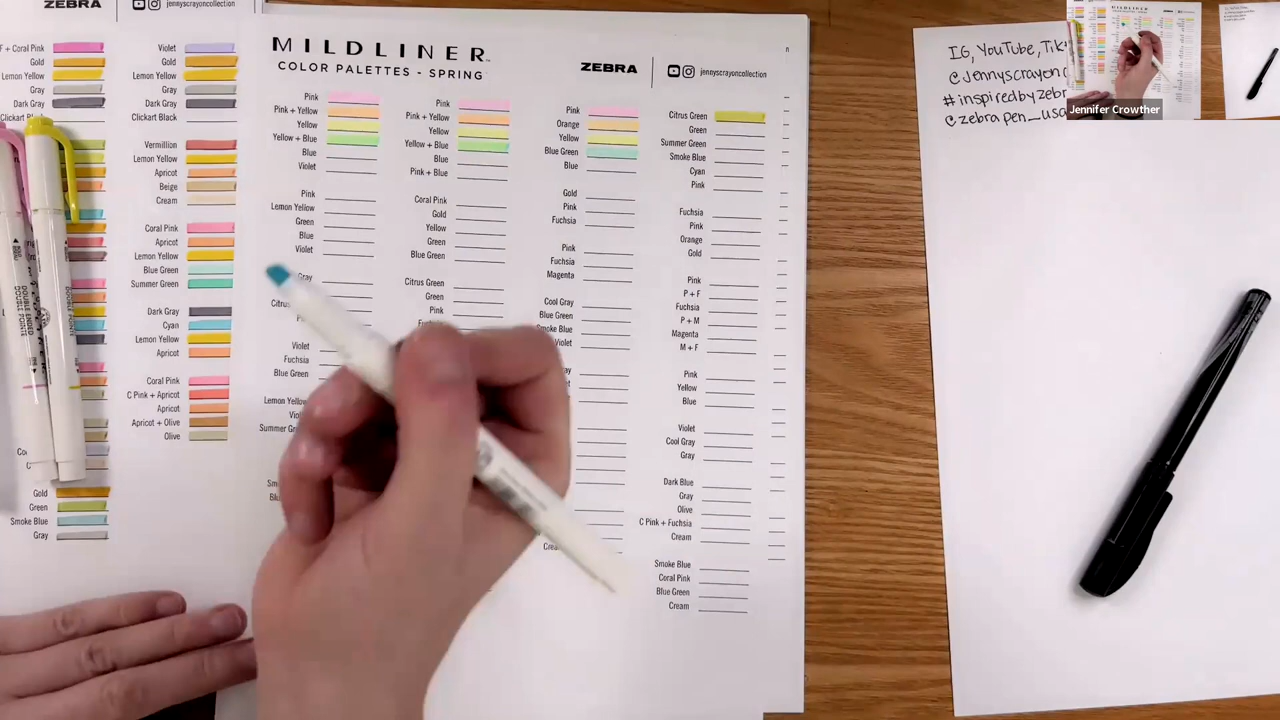 ZEBRA jennyscrayoncollection
F + Coral Pink
Gold
Lemon Yellow
Gray
Dark Gray
Clickart Black
Gold
Green
Smoke Blue
Gray
Violet
Gold
Lemon Yellow
Gray
Dark Gray
Clickart Black
Vermillion
Lemon Yellow
Apricot
Beige
Cream
Coral Pink
Apricot
Lemon Yellow
Blue Green
Summer Green
Dark Gray
Cyan
Lemon Yellow
Apricot
Coral Pink
C Pink + Apricot
Apricot
Apricot + Olive
Olive
MILDLINER
COLOR PALETTES - SPRING
ZEBRA jennyscrayoncollection
Pink
Pink + Yellow
Yellow
Yellow + Blue
Blue
Violet
Pink
Lemon Yellow
Green
Blue
Violet
Gray
Violet
Fuchsia
Blue Green
Pink
Pink + Yellow
Yellow
Yellow + Blue
Blue
Pink + Blue
Coral Pink
Gold
Yellow
Green
Blue Green
Citrus Green
Green
Pink
Pink
Orange
Yellow
Blue Green
Blue
Gold
Pink
Fuchsia
Pink
Fuchsia
Magenta
Cool Gray
Blue Green
Smoke Blue
Violet
Citrus Green
Green
Summer Green
Smoke Blue
Cyan
Pink
Fuchsia
Pink
Orange
Gold
Pink
P + F
Fuchsia
P + M
Magenta
M + F
Pink
Yellow
Blue
Violet
Cool Gray
Gray
Dark Blue
Gray
Olive
C Pink + Fuchsia
Cream
Smoke Blue
Coral Pink
Blue Green
Cream
IG, YouTube,
#inspiredbyzebr
@zebrapen_usa
Jennifer Crowther